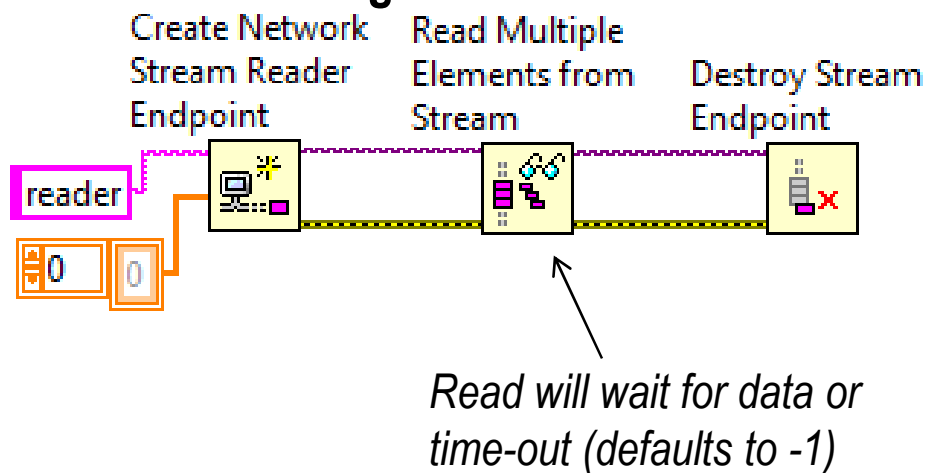 Create Network
Stream Reader
Endpoint
Read Multiple
Elements from
Stream
Destroy Stream
Endpoint
reader
0
0
Read will wait for data or
time-out (defaults to -1)